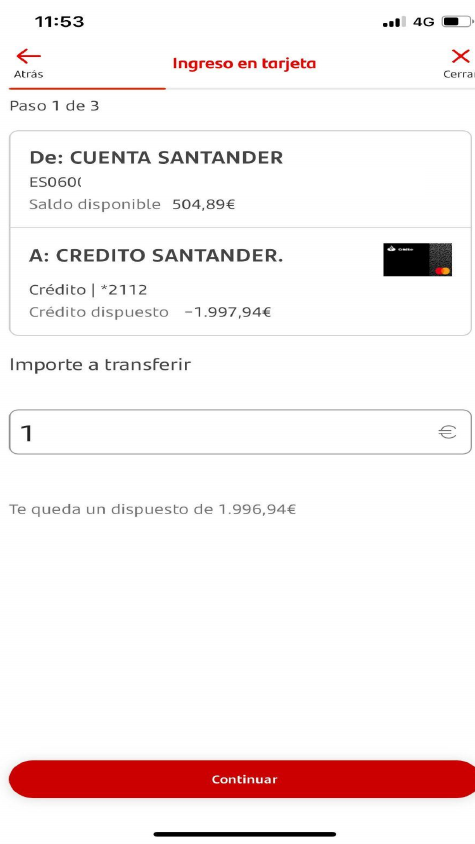 11:53
4G
Atrás
Ingreso en tarjeta
Cerrar
Paso 1 de 3
De: CUENTA SANTANDER
ES060
Saldo disponible 504,89€
A: CREDITO SANTANDER.
Crédito | *2112
Crédito dispuesto -1.997,94€
Importe a transferir
1 €
Te queda un dispuesto de 1.996,94€
Continuar